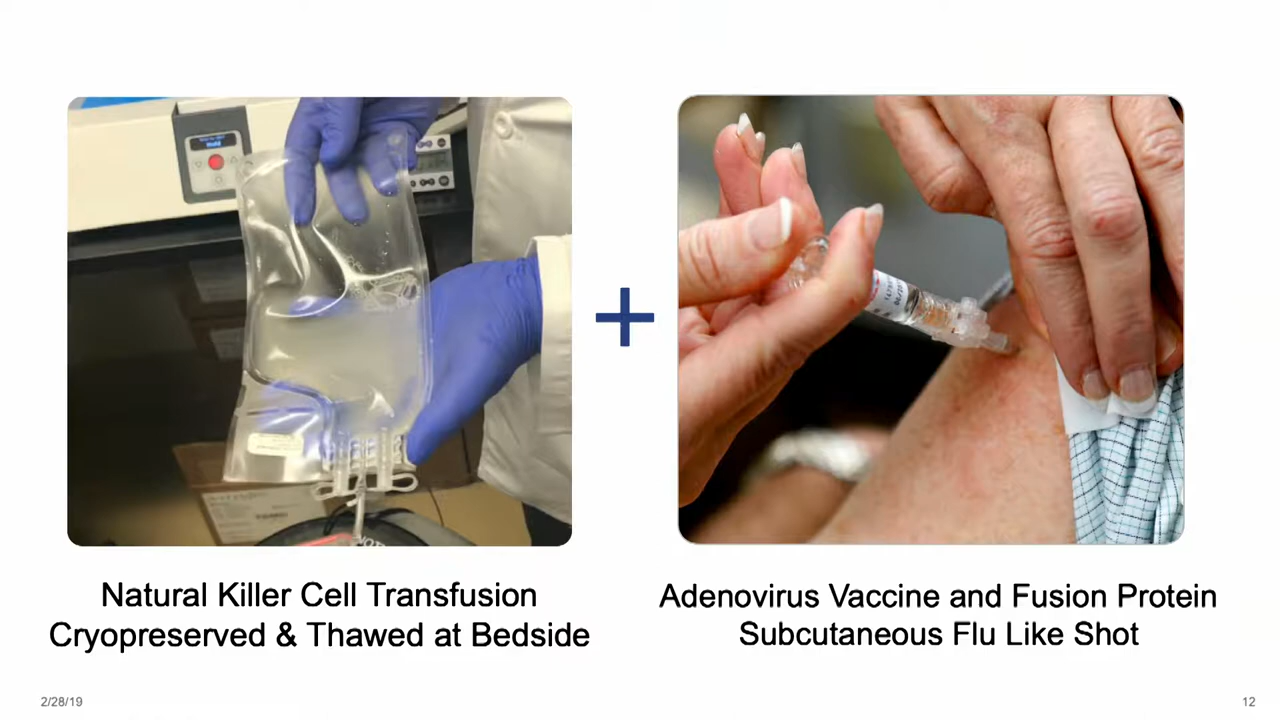 Natural Killer Cell Transfusion
Cryopreserved & Thawed at Bedside
Adenovirus Vaccine and Fusion Protein
Subcutaneous Flu Like Shot
2/28/19
12